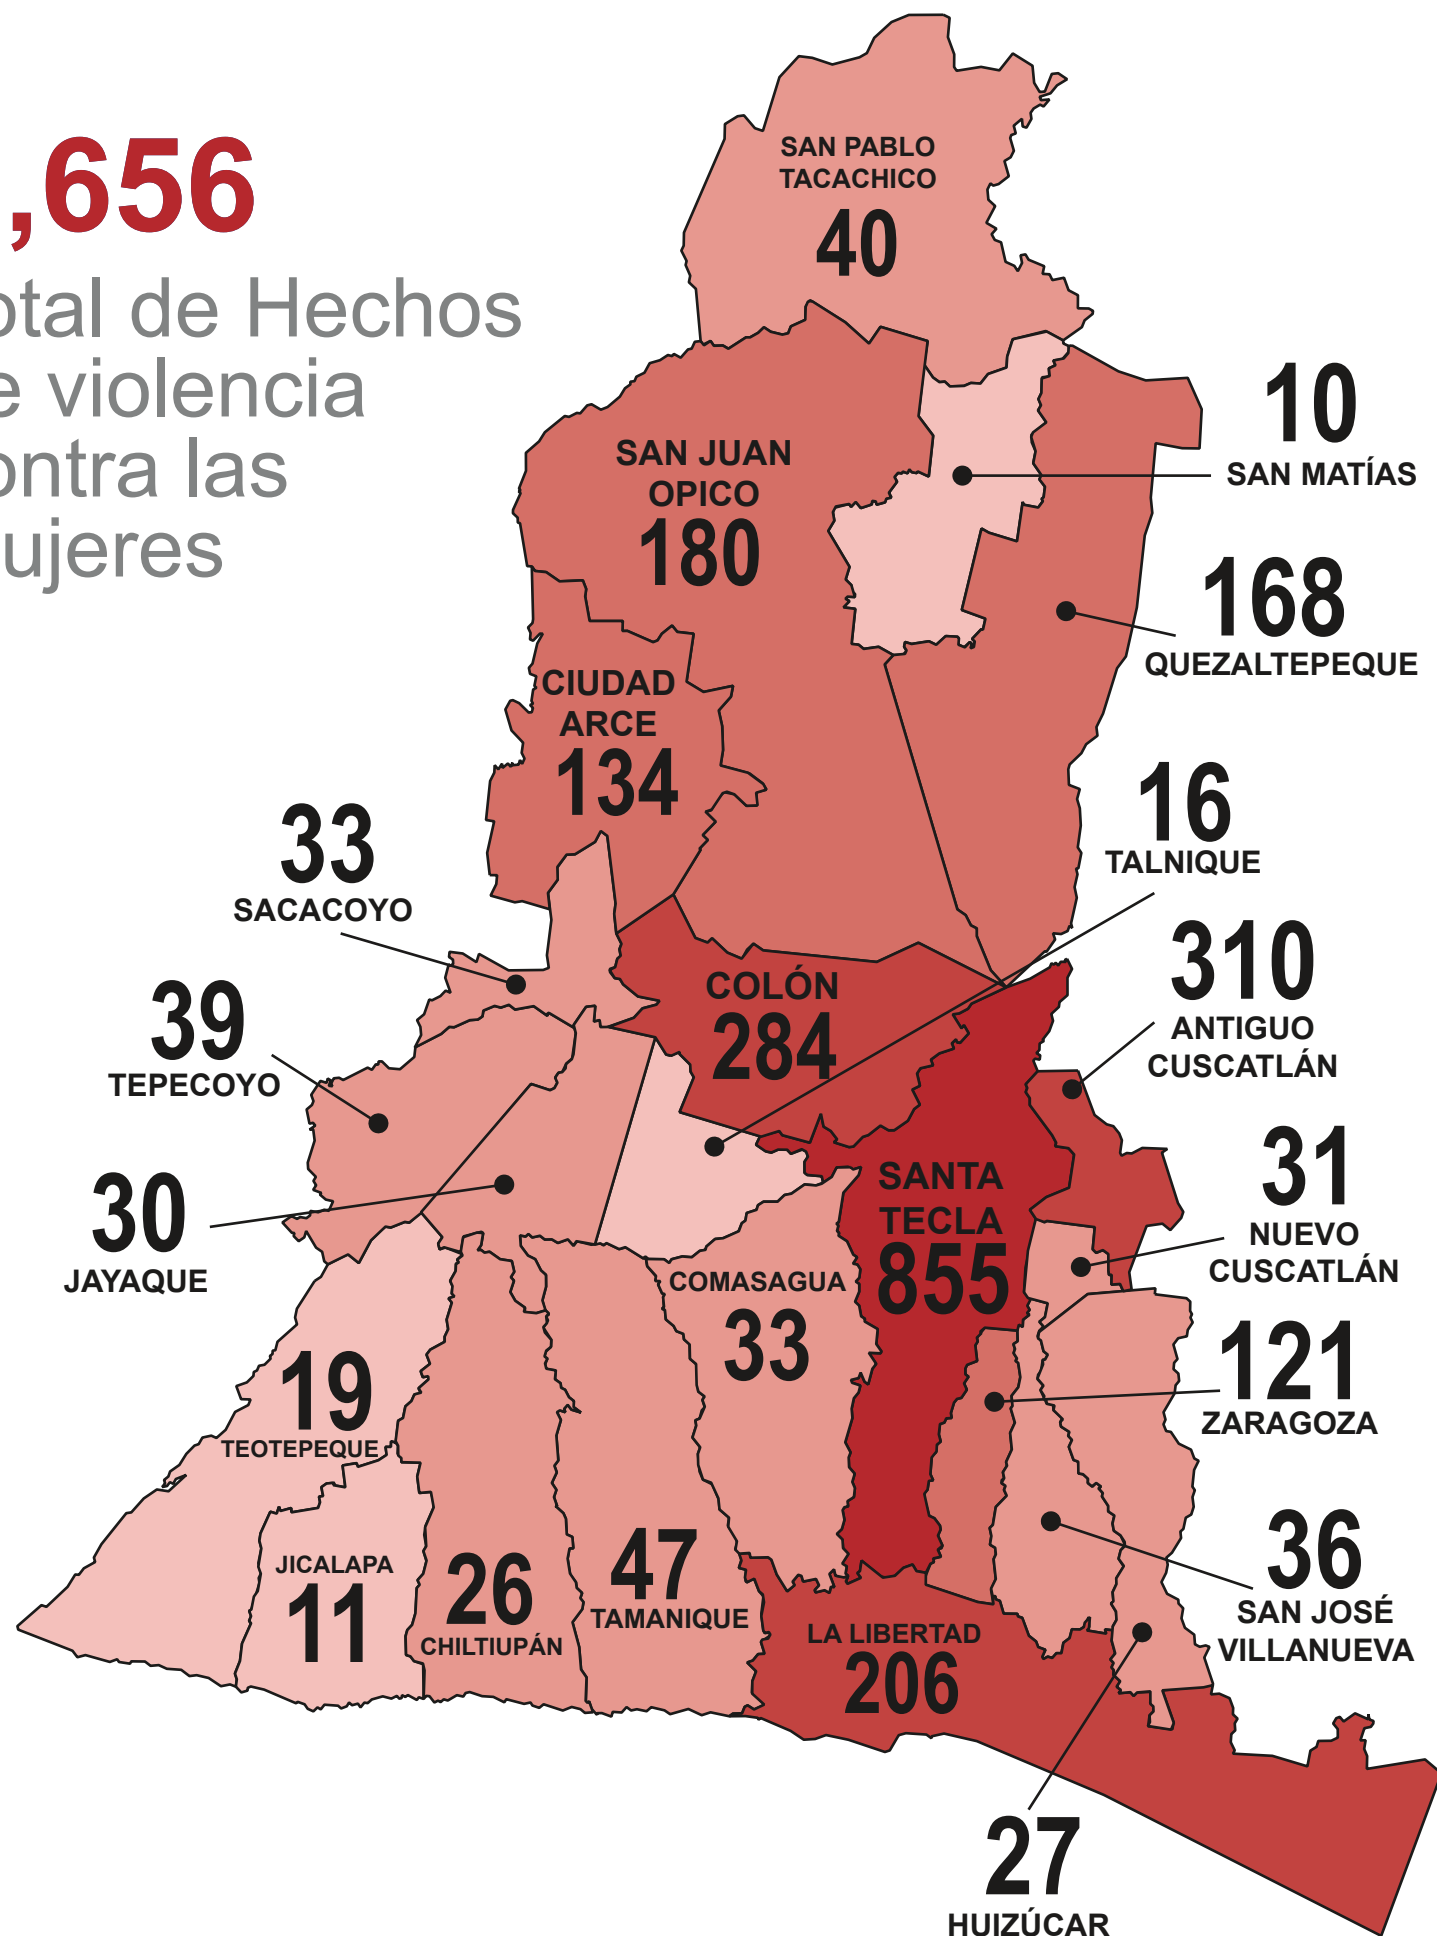 ,656
otal de Hechos
e violencia
ontra las
ujeres
SAN PABLO
TACACHICO
40
10
SAN MATÍAS
SAN JUAN
OPICO
180
168
QUEZALTEPEQUE
CIUDAD
ARCE
134
16
TALNIQUE
33
SACACOYO
310
ANTIGUO
CUSCATLÁN
COLÓN
284
39
TEPECOYO
31
NUEVO
CUSCATLÁN
SANTA
TECLA
855
30
JAYAQUE
COMASAGUA
33
121
ZARAGOZA
19
TEOTEPEQUE
36
SAN JOSÉ
VILLANUEVA
JICALAPA
11
26
CHILTIUPÁN
47
TAMANIQUE
LA LIBERTAD
206
27
HUIZÚCAR